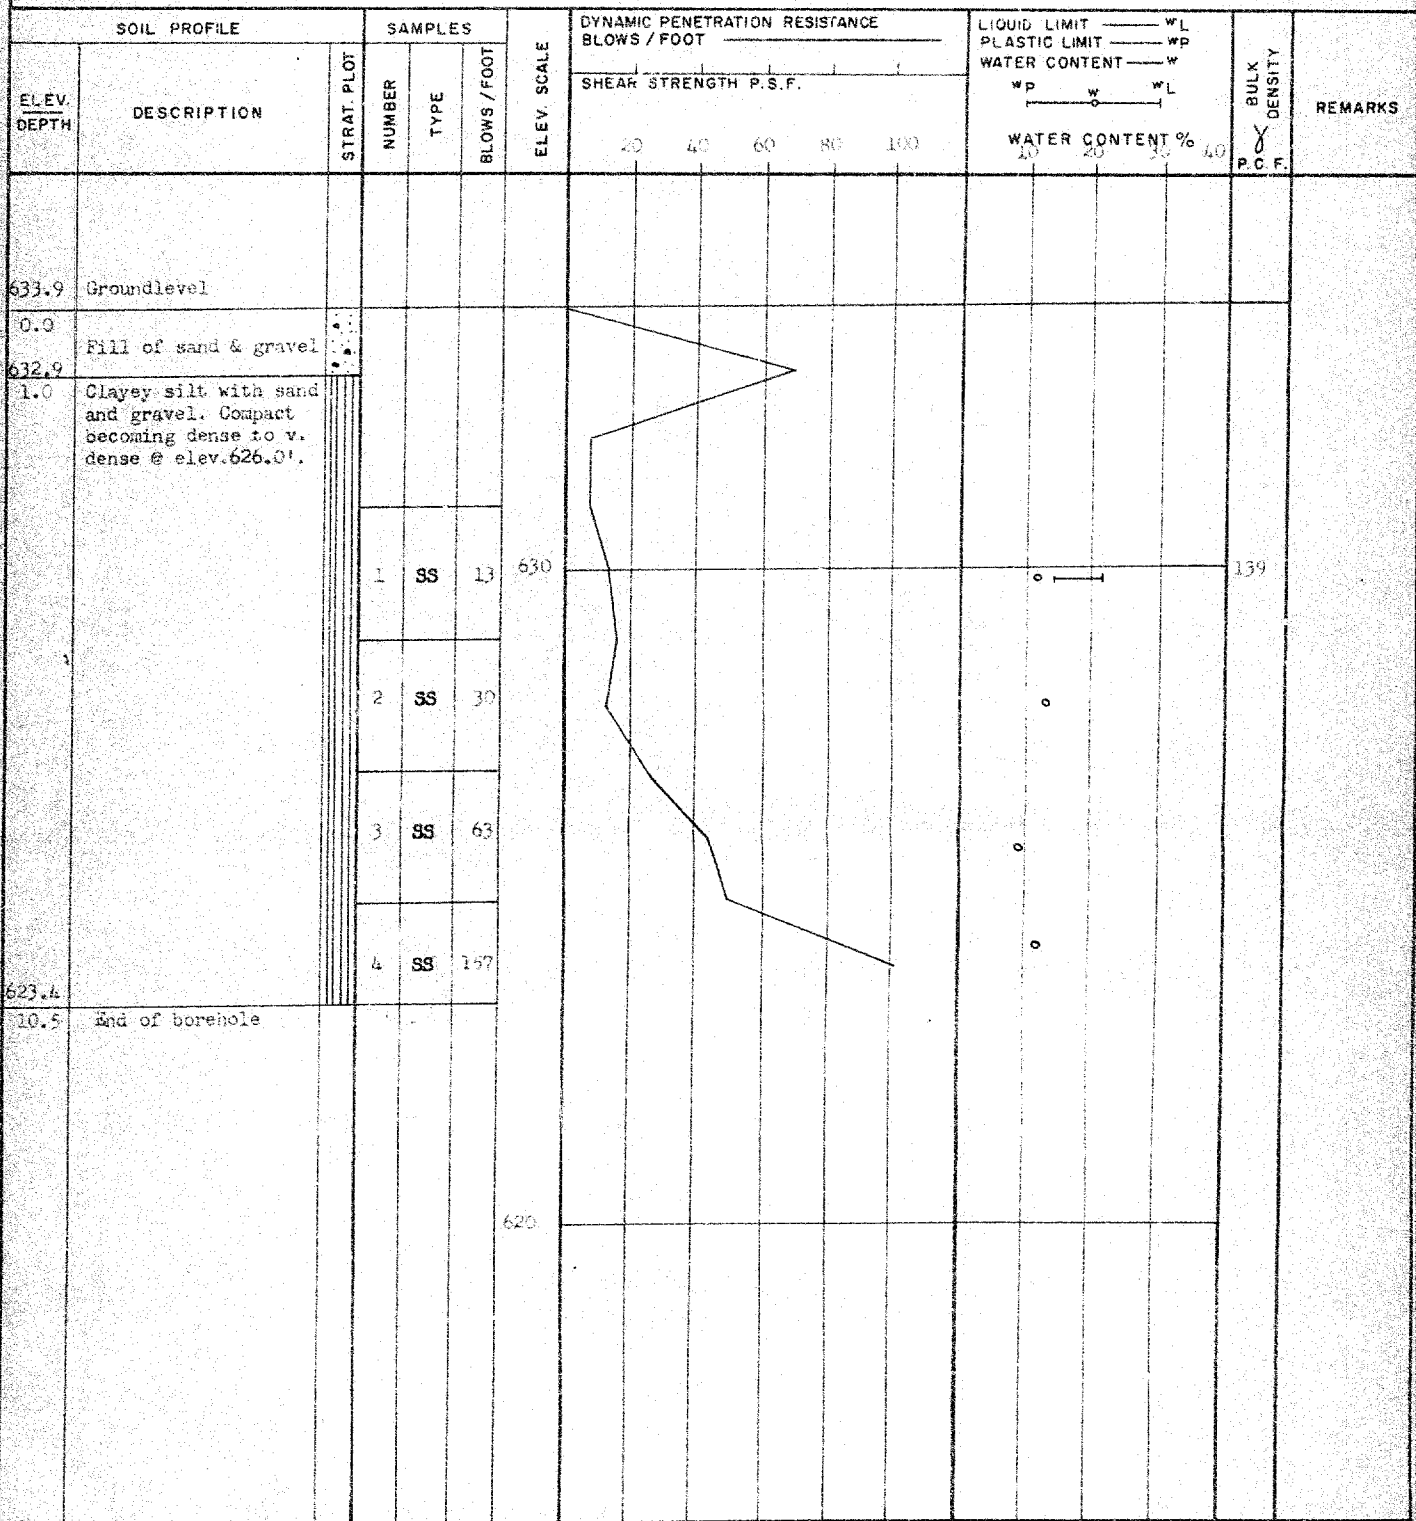 SOIL PROFILE
SAMPLES
ELEV. SCALE
DYNAMIC PENETRATION RESISTANCE
BLOWS / FOOT
SHEAR STRENGTH P.S.F.
20 40 60 80 100
LIQUID LIMIT wL
PLASTIC LIMIT wP
WATER CONTENT w
wP w wL
WATER CONTENT %
10 20 30 40
BULK DENSITY
γ
P.C.F.
REMARKS
ELEV.
DEPTH
DESCRIPTION
STRAT. PLOT
NUMBER
TYPE
BLOWS / FOOT
633.9 Groundlevel
0.0
Fill of sand & gravel
632.9
1.0 Clayey silt with sand
and gravel. Compact
becoming dense to v.
dense @ elev.626.0'.
1 SS 13 630 139
2 SS 30
3 SS 63
4 SS 157
623.4
10.5 End of borehole
620